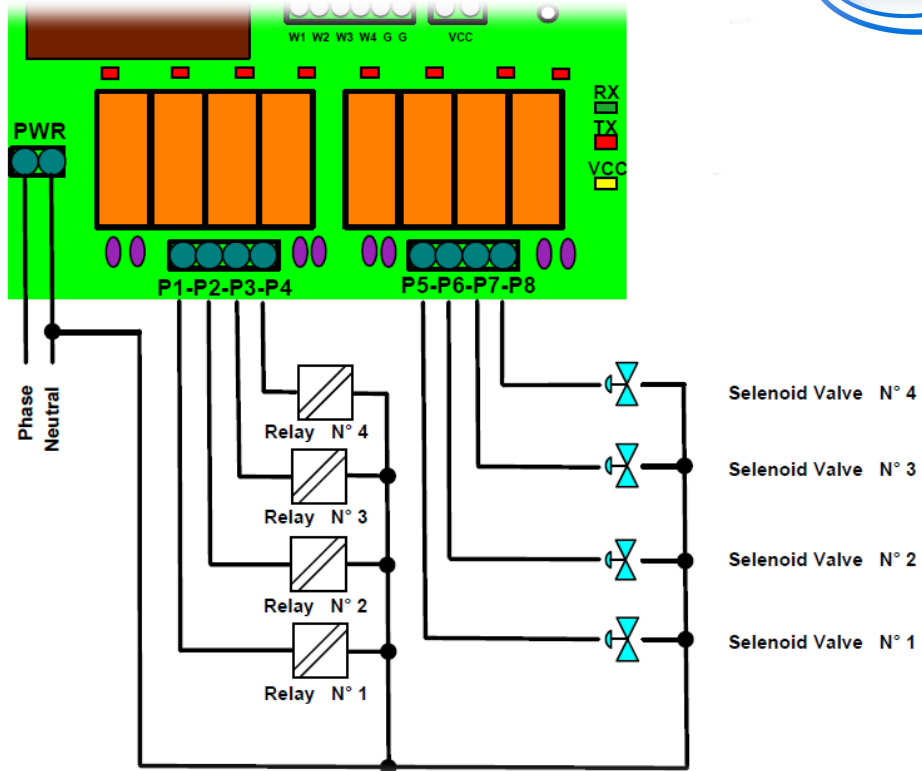 W1 W2 W3 W4 G G VCC
RX
TX
PWR
VCC
P1-P2-P3-P4 P5-P6-P7-P8
Phase
Neutral
Relay N° 4
Selenoid Valve N° 4
Relay N° 3
Selenoid Valve N° 3
Relay N° 2
Selenoid Valve N° 2
Relay N° 1
Selenoid Valve N° 1